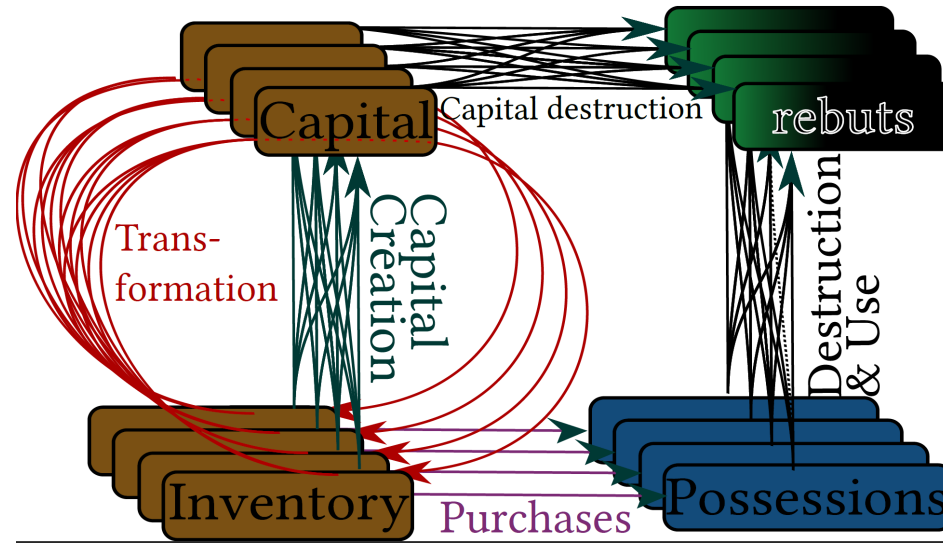 Capital
Capital destruction
rebuts
Trans-
formation
Capital
Creation
Destruction
& Use
Inventory
Purchases
Possessions